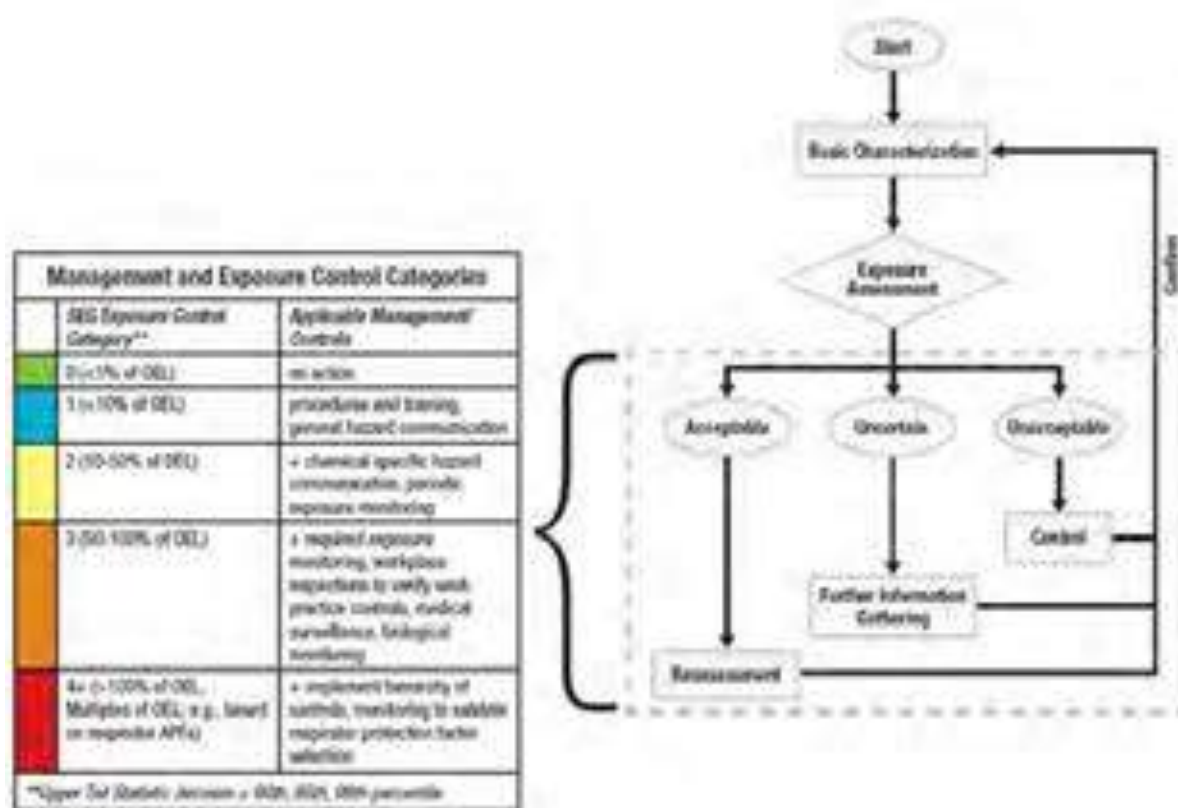 Management and Exposure Control Categories
SEG Exposure Control
Category**
Applicable Management/
Controls
0 (<1% of OEL)
no action
1 (<10% of OEL)
procedures and training,
general hazard communication
2 (10-50% of OEL)
+ chemical specific hazard
communication, periodic
exposure monitoring
3 (50-100% of OEL)
+ required exposure
monitoring, workplace
inspections to verify work
practice controls, medical
surveillance, biological
monitoring
4+ (>100% of OEL,
Multiples of OEL, e.g., based
on respirator APFs)
+ implement hierarchy of
controls, monitoring to validate
respirator protection factor
selection
**Upper Tail Statistic percentile
Start
Basic Characterization
Exposure
Assessment
Acceptable
Uncertain
Unacceptable
Control
Further Information
Gathering
Reassessment